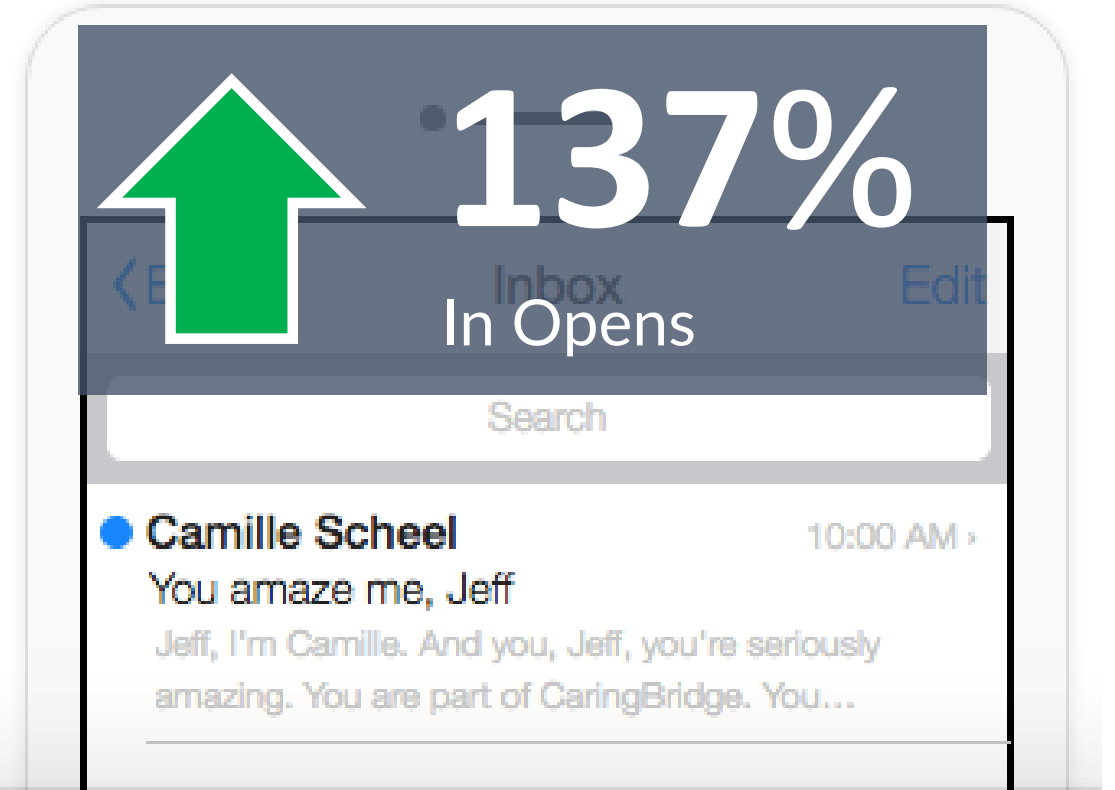 137%
Inbox
Edit
In Opens
Search
Camille Scheel
10:00 AM ›
You amaze me, Jeff
Jeff, I'm Camille. And you, Jeff, you're seriously
amazing. You are part of CaringBridge. You...